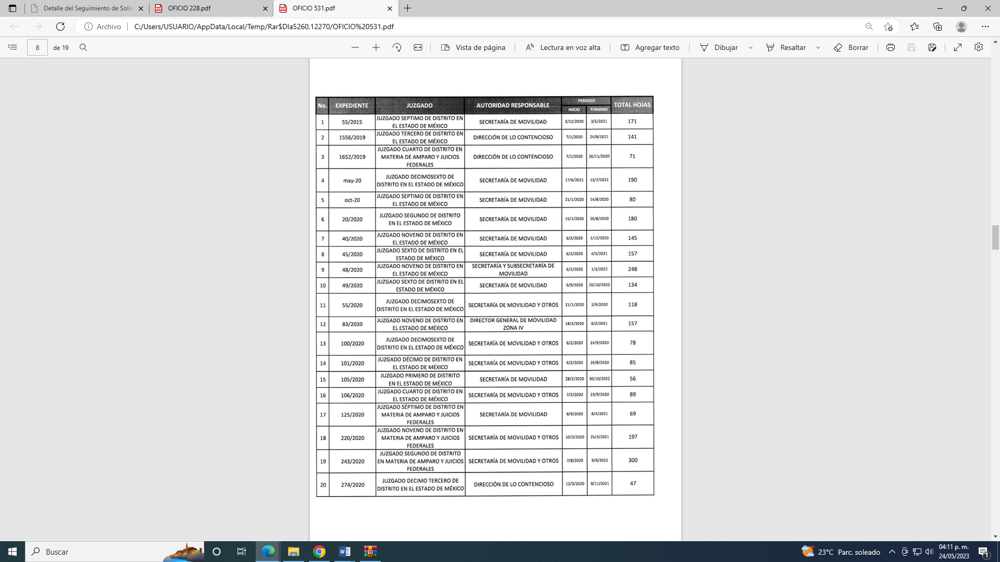 Detalle del Seguimiento de Solic
OFICIO 228.pdf
OFICIO 531.pdf
Archivo
C:/Users/USUARIO/AppData/Local/Temp/Rar$DIa5260.12270/OFICIO%20531.pdf
8 de 19
Vista de página
Lectura en voz alta
Agregar texto
Dibujar
Resaltar
Borrar
No. EXPEDIENTE JUZGADO AUTORIDAD RESPONSABLE PERIODO TOTAL HOJAS
INICIO TERMINO
1 55/2015 JUZGADO SEPTIMO DE DISTRITO EN
EL ESTADO DE MÉXICO SECRETARÍA DE MOVILIDAD 2/12/2020 3/5/2021 171
2 1556/2019 JUZGADO TERCERO DE DISTRITO EN
EL ESTADO DE MÉXICO DIRECCIÓN DE LO CONTENCIOSO 7/1/2020 24/8/2021 141
3 1652/2019 JUZGADO CUARTO DE DISTRITO EN
MATERIA DE AMPARO Y JUICIOS
FEDERALES DIRECCIÓN DE LO CONTENCIOSO 7/1/2020 26/11/2020 71
4 may-20 JUZGADO DECIMOSEXTO DE
DISTRITO EN EL ESTADO DE MÉXICO SECRETARÍA DE MOVILIDAD 17/6/2021 13/7/2022 190
5 oct-20 JUZGADO SEPTIMO DE DISTRITO EN
EL ESTADO DE MÉXICO SECRETARÍA DE MOVILIDAD 21/1/2020 14/8/2020 80
6 20/2020 JUZGADO SEGUNDO DE DISTRITO
EN EL ESTADO DE MÉXICO SECRETARÍA DE MOVILIDAD 15/1/2020 26/8/2020 180
7 40/2020 JUZGADO NOVENO DE DISTRITO EN
EL ESTADO DE MÉXICO SECRETARÍA DE MOVILIDAD 6/2/2020 1/12/2020 145
8 45/2020 JUZGADO SEXTO DE DISTRITO EN EL
ESTADO DE MÉXICO SECRETARÍA DE MOVILIDAD 6/2/2020 4/5/2021 157
9 48/2020 JUZGADO NOVENO DE DISTRITO EN
EL ESTADO DE MÉXICO SECRETARÍA Y SUBSECRETARÍA DE
MOVILIDAD 6/2/2020 1/3/2022 248
10 49/2020 JUZGADO SEXTO DE DISTRITO EN EL
ESTADO DE MÉXICO SECRETARÍA DE MOVILIDAD 6/9/2020 20/10/2020 134
11 55/2020 JUZGADO DECIMOSEXTO DE
DISTRITO EN EL ESTADO DE MÉXICO SECRETARÍA DE MOVILIDAD Y OTROS 21/1/2020 2/9/2020 118
12 83/2020 JUZGADO NOVENO DE DISTRITO EN
EL ESTADO DE MÉXICO DIRECTOR GENERAL DE MOVILIDAD
ZONA IV 18/2/2020 8/2/2021 157
13 100/2020 JUZGADO DECIMOSEXTO DE
DISTRITO EN EL ESTADO DE MÉXICO SECRETARÍA DE MOVILIDAD Y OTROS 6/2/2020 24/9/2020 78
14 101/2020 JUZGADO DÉCIMO DE DISTRITO EN
EL ESTADO DE MÉXICO SECRETARÍA DE MOVILIDAD Y OTROS 6/2/2020 26/8/2020 85
15 105/2020 JUZGADO PRIMERO DE DISTRITO
EN EL ESTADO DE MÉXICO SECRETARÍA DE MOVILIDAD 28/2/2020 30/10/2022 56
16 106/2020 JUZGADO CUARTO DE DISTRITO EN
EL ESTADO DE MÉXICO SECRETARÍA DE MOVILIDAD Y OTROS 7/2/2020 23/9/2020 89
17 125/2020 JUZGADO SÉPTIMO DE DISTRITO EN
MATERIA DE AMPARO Y JUICIOS
FEDERALES SECRETARÍA DE MOVILIDAD 8/9/2020 8/4/2021 69
18 220/2020 JUZGADO NOVENO DE DISTRITO EN
MATERIA DE AMPARO Y JUICIOS
FEDERALES SECRETARÍA DE MOVILIDAD Y OTROS 10/3/2020 25/3/2021 197
19 243/2020 JUZGADO SEGUNDO DE DISTRITO
EN MATERIA DE AMPARO Y JUICIOS
FEDERALES SECRETARÍA DE MOVILIDAD Y OTROS 7/8/2020 9/9/2022 300
20 274/2020 JUZGADO DECIMO TERCERO DE
DISTRITO EN EL ESTADO DE MÉXICO DIRECCIÓN DE LO CONTENCIOSO 12/3/2020 9/11/2021 47
Buscar
23°C Parc. soleado
04:11 p. m.
24/05/2023
1